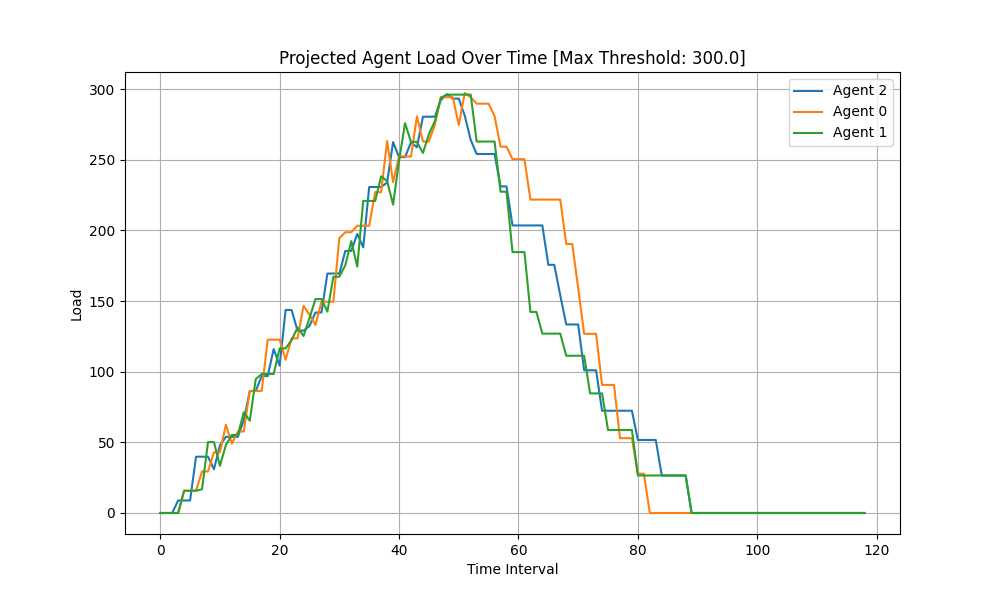 Projected Agent Load Over Time [Max Threshold: 300.0]
Agent 2
Agent 0
Agent 1
Load
300
250
200
150
100
50
0
0 20 40 60 80 100 120
Time Interval